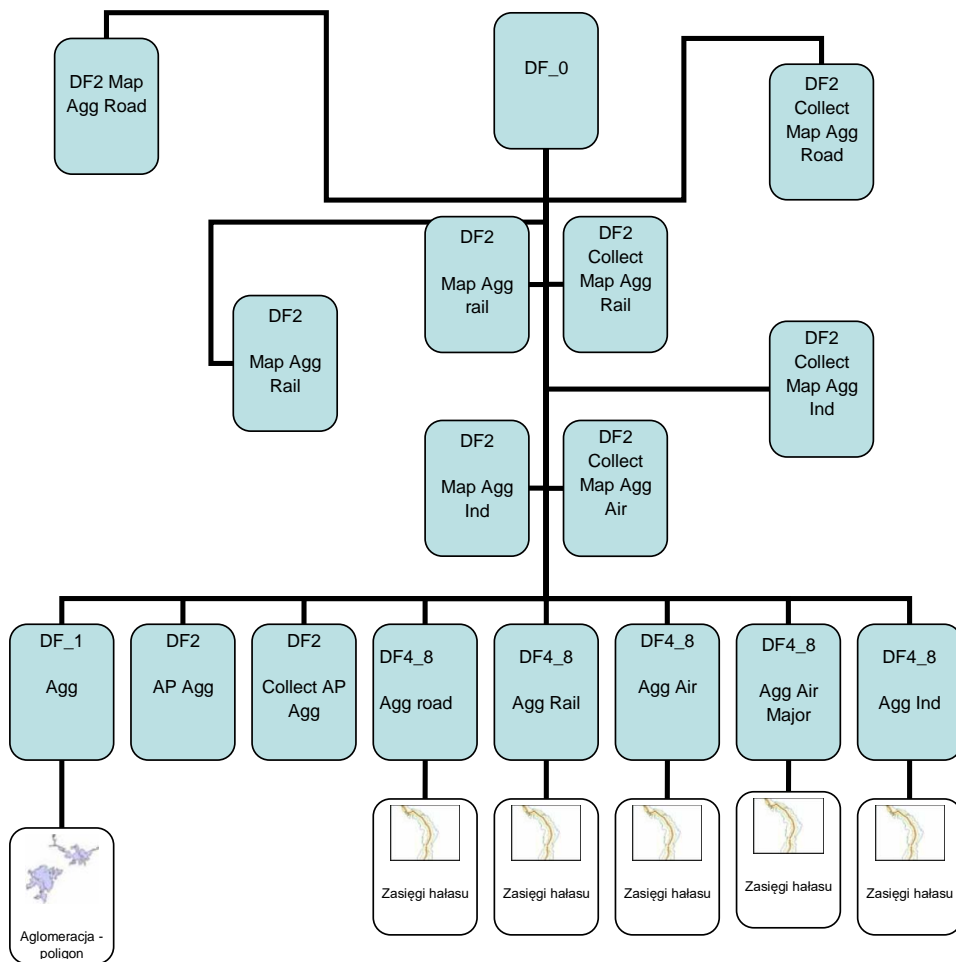 DF_0
DF2 Map
Agg Road
DF2
Collect
Map Agg
Road
DF2
Map Agg
rail
DF2
Collect
Map Agg
Rail
DF2
Map Agg
Rail
DF2
Collect
Map Agg
Ind
DF2
Map Agg
Ind
DF2
Collect
Map Agg
Air
DF_1
Agg
DF2
AP Agg
DF2
Collect AP
Agg
DF4_8
Agg road
DF4_8
Agg Rail
DF4_8
Agg Air
DF4_8
Agg Air
Major
DF4_8
Agg Ind
Aglomeracja -
poligon
Zasięgi hałasu
Zasięgi hałasu
Zasięgi hałasu
Zasięgi hałasu
Zasięgi hałasu